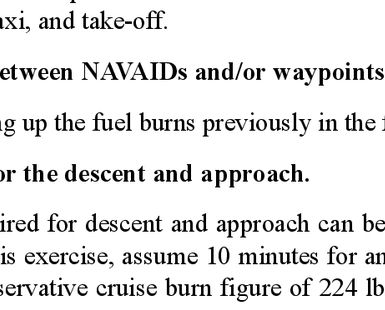 axi, and take-off.
etween NAVAIDs and/or waypoints
ng up the fuel burns previously in the f
or the descent and approach.
ired for descent and approach can be
is exercise, assume 10 minutes for an
servative cruise burn figure of 224 lb